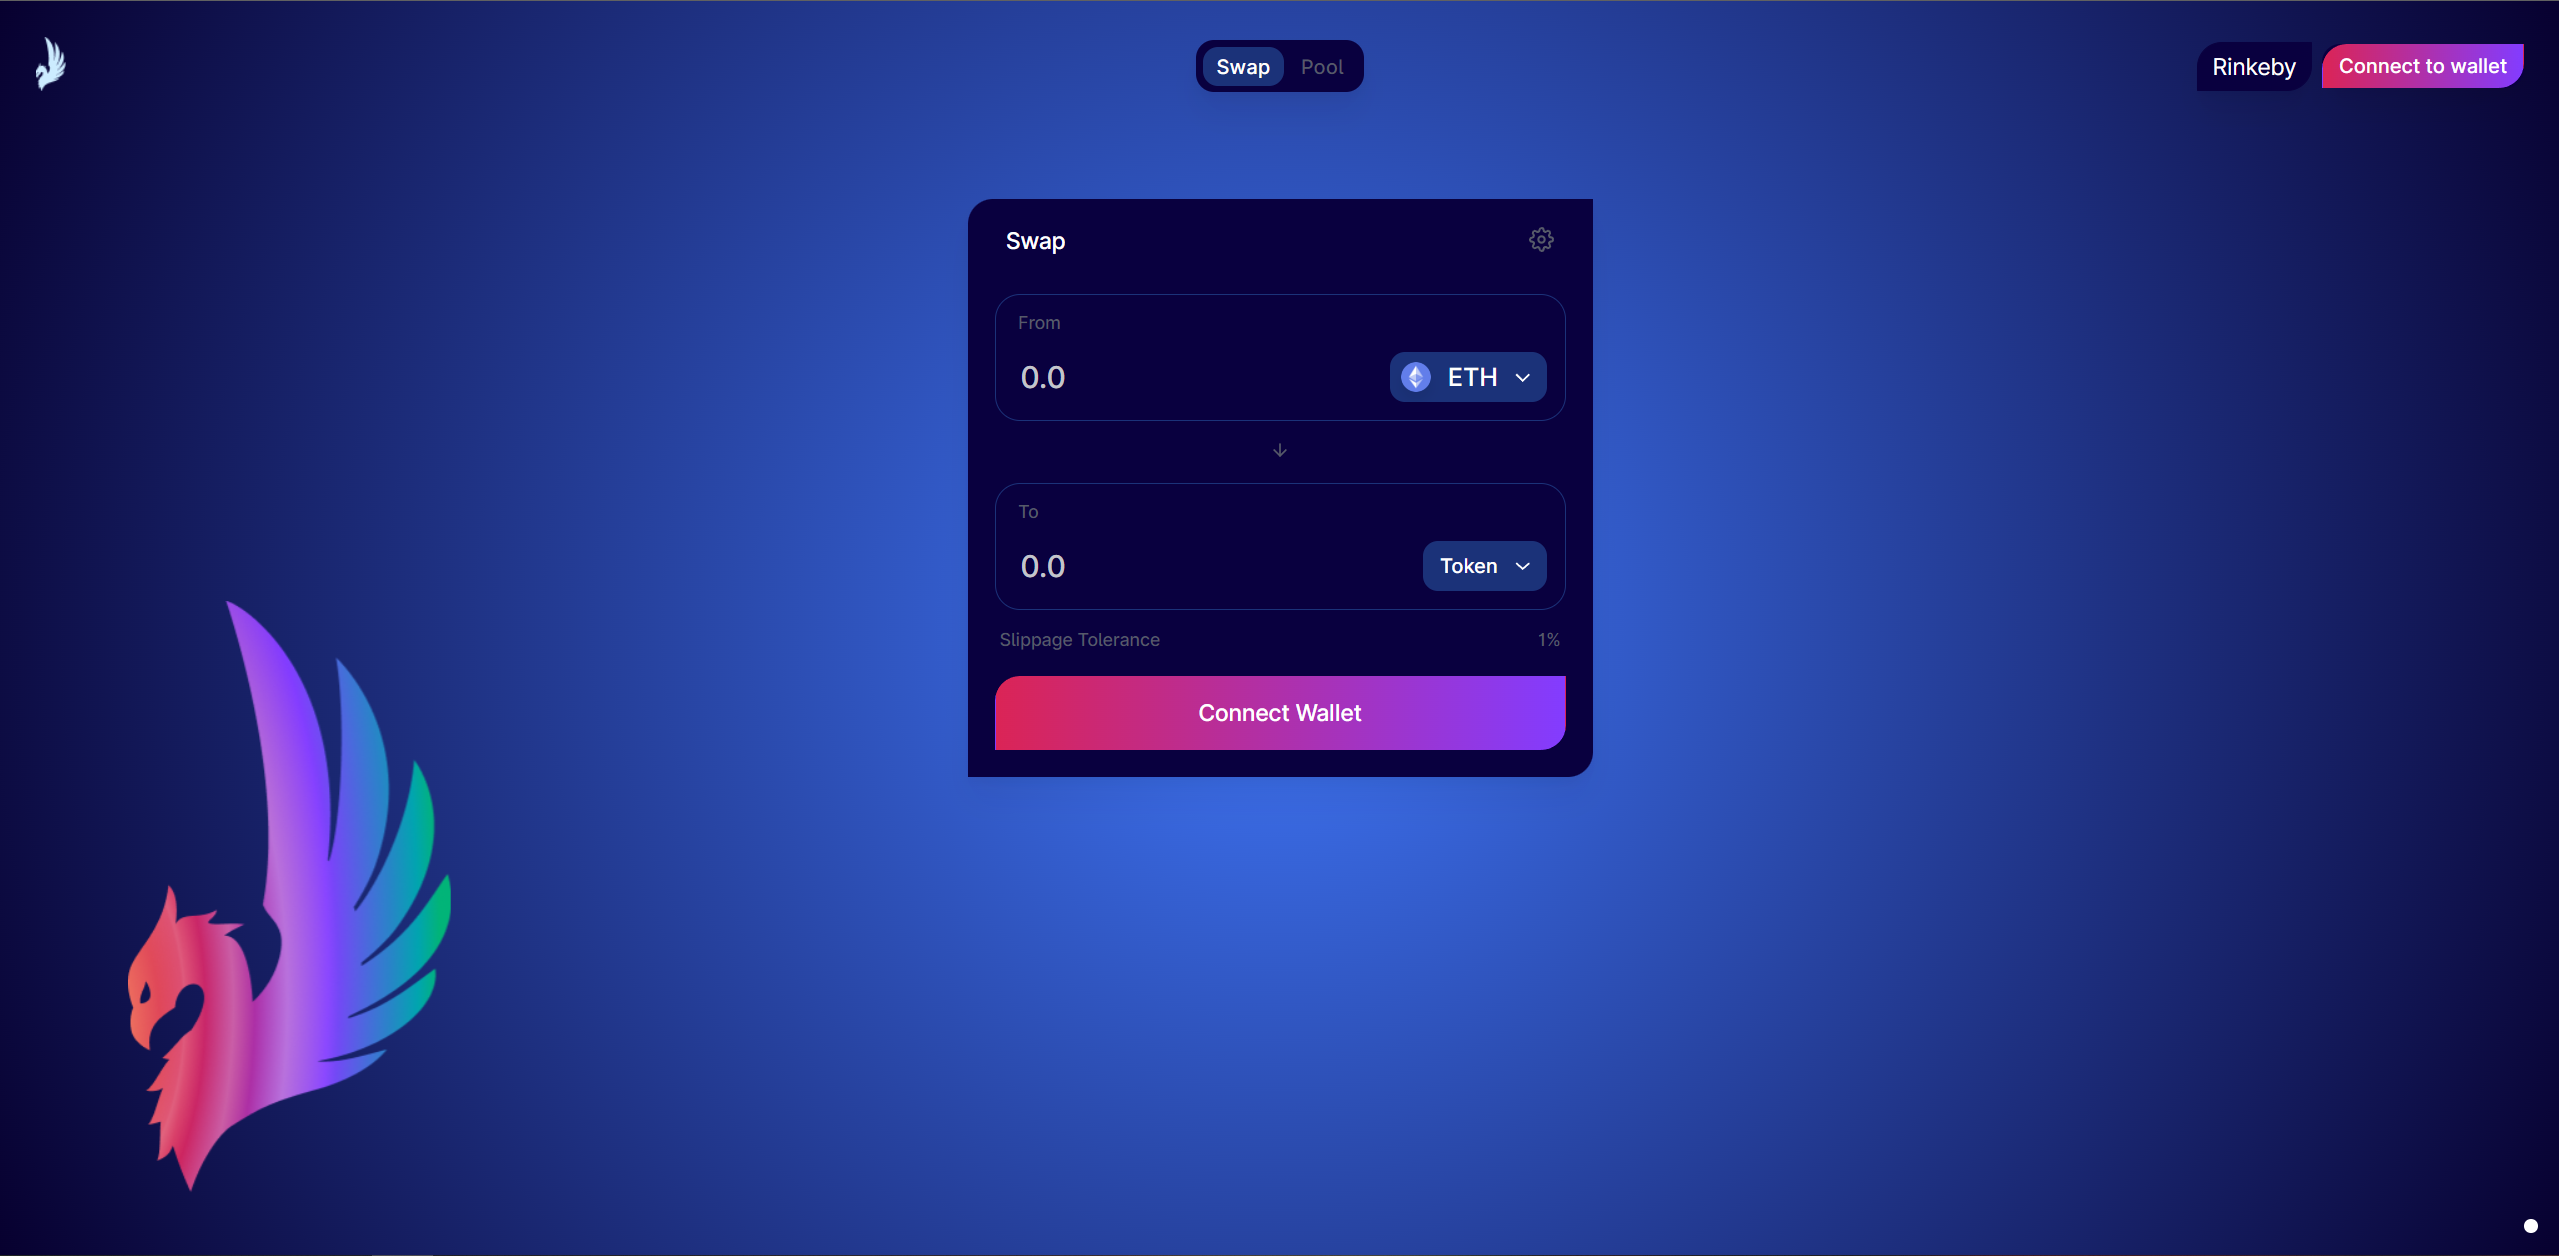 Swap Pool
Rinkeby Connect to wallet
Swap
From
0.0 ETH
To
0.0 Token
Slippage Tolerance 1%
Connect Wallet